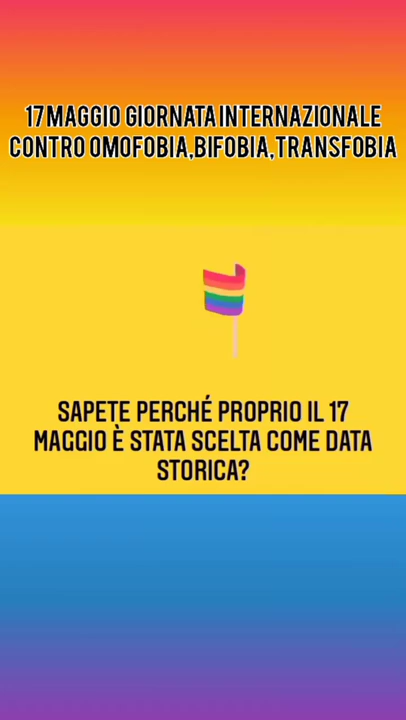 17 MAGGIO GIORNATA INTERNAZIONALE
CONTRO OMOFOBIA, BIFOBIA, TRANSFOBIA
SAPETE PERCHÉ PROPRIO IL 17
MAGGIO È STATA SCELTA COME DATA
STORICA?